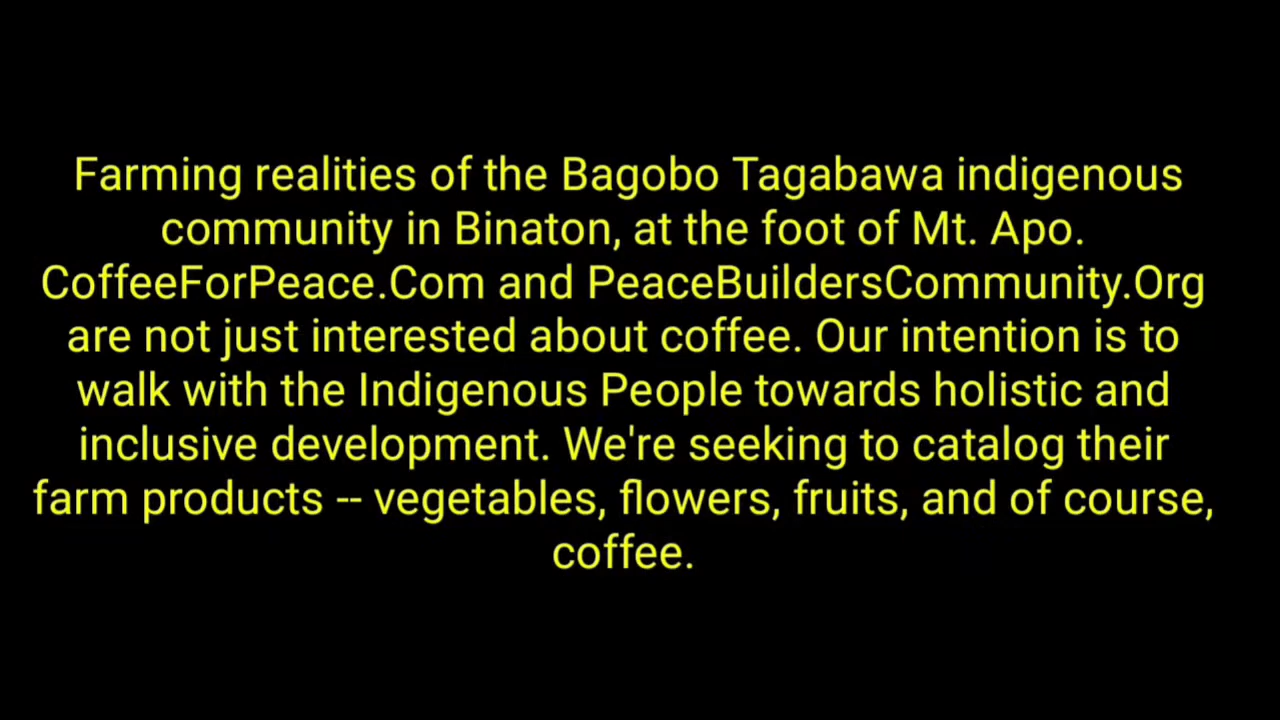 Farming realities of the Bagobo Tagabawa indigenous
community in Binaton, at the foot of Mt. Apo.
CoffeeForPeace.Com and PeaceBuildersCommunity.Org
are not just interested about coffee. Our intention is to
walk with the Indigenous People towards holistic and
inclusive development. We're seeking to catalog their
farm products -- vegetables, flowers, fruits, and of course,
coffee.